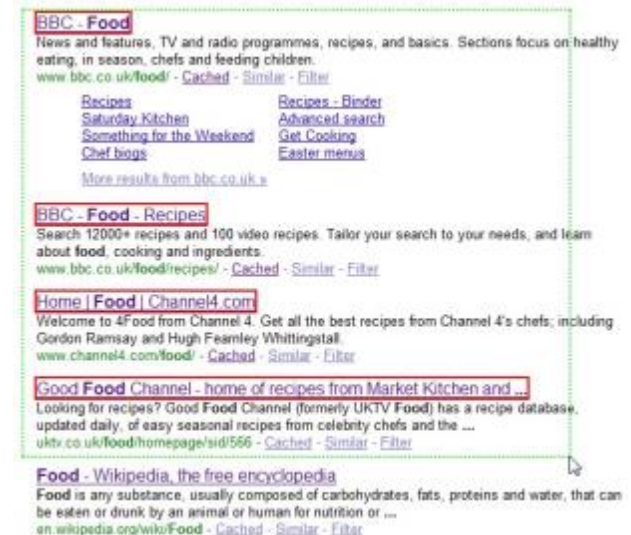 BBC - Food
News and features, TV and radio programmes, recipes, and basics. Sections focus on healthy
eating, in season, chefs and feeding children.
www.bbc.co.uk/food/ - Cached - Similar - Filter
Recipes Recipes - Binder
Saturday Kitchen Advanced search
Something for the Weekend Get Cooking
Chef blogs Easter menus
More results from bbc.co.uk »
BBC - Food - Recipes
Search 12000+ recipes and 100 video recipes. Tailor your search to your needs, and learn
about food, cooking and ingredients.
www.bbc.co.uk/food/recipes/ - Cached - Similar - Filter
Home | Food | Channel4.com
Welcome to 4Food from Channel 4. Get all the best recipes from Channel 4's chefs; including
Gordon Ramsay and Hugh Fearnley Whittingstall.
www.channel4.com/food/ - Cached - Similar - Filter
Good Food Channel - home of recipes from Market Kitchen and ...
Looking for recipes? Good Food Channel (formerly UKTV Food) has a recipe database,
updated daily, of easy seasonal recipes from celebrity chefs and the ...
uktv.co.uk/food/homepage/sid/566 - Cached - Similar - Filter
Food - Wikipedia, the free encyclopedia
Food is any substance, usually composed of carbohydrates, fats, proteins and water, that can
be eaten or drunk by an animal or human for nutrition or ...
en.wikipedia.org/wiki/Food - Cached - Similar - Filter